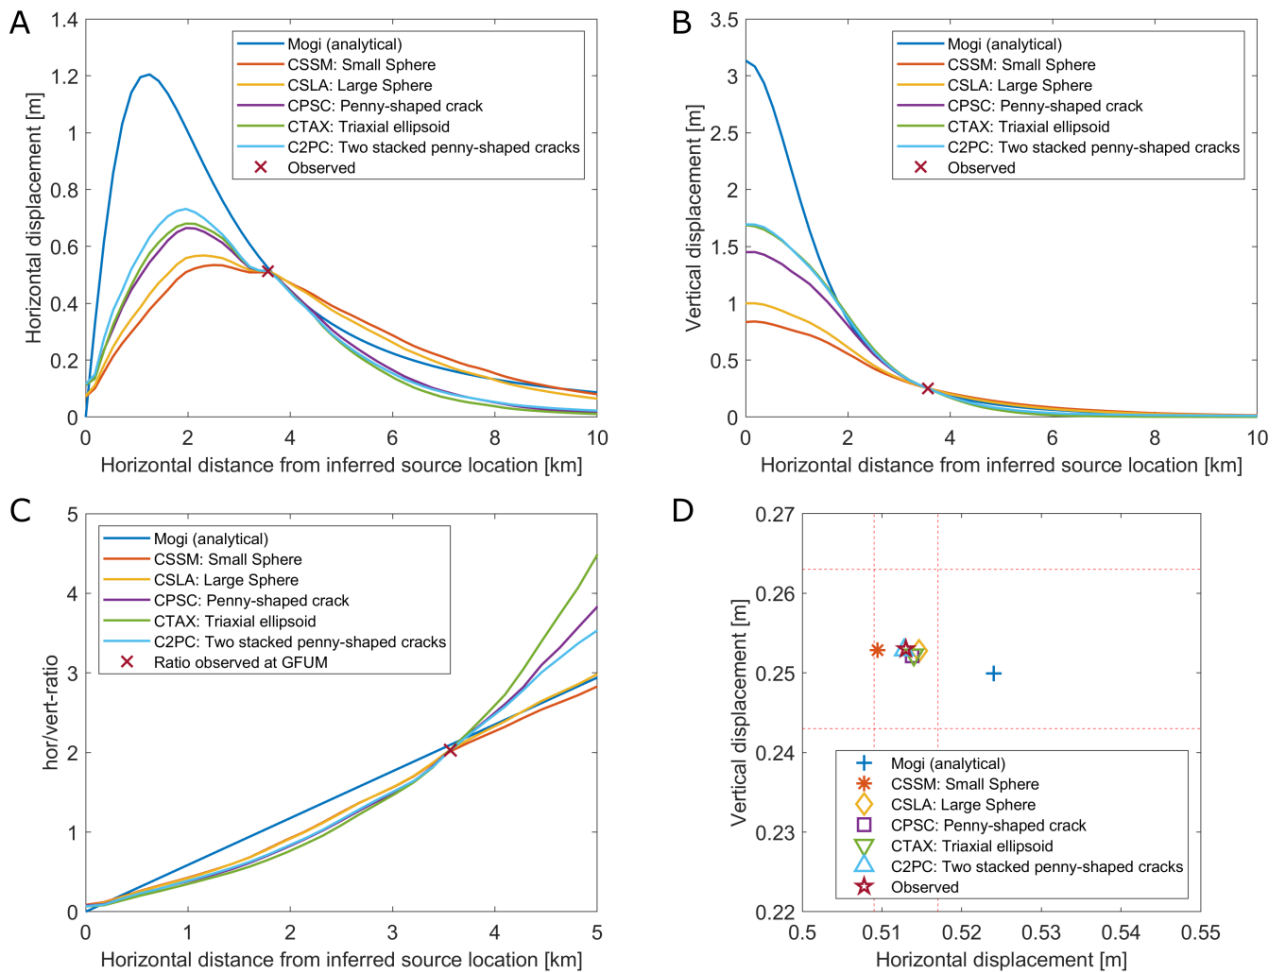 A
Horizontal displacement [m]
1.4
1.2
1
0.8
0.6
0.4
0.2
0
Mogi (analytical)
CSSM: Small Sphere
CSLA: Large Sphere
CPSC: Penny-shaped crack
CTAX: Triaxial ellipsoid
C2PC: Two stacked penny-shaped cracks
Observed
0 2 4 6 8 10
Horizontal distance from inferred source location [km]
B
Vertical displacement [m]
3.5
3
2.5
2
1.5
1
0.5
0
Mogi (analytical)
CSSM: Small Sphere
CSLA: Large Sphere
CPSC: Penny-shaped crack
CTAX: Triaxial ellipsoid
C2PC: Two stacked penny-shaped cracks
Observed
0 2 4 6 8 10
Horizontal distance from inferred source location [km]
C
hor/vert-ratio
5
4
3
2
1
0
Mogi (analytical)
CSSM: Small Sphere
CSLA: Large Sphere
CPSC: Penny-shaped crack
CTAX: Triaxial ellipsoid
C2PC: Two stacked penny-shaped cracks
Ratio observed at GFUM
0 1 2 3 4 5
Horizontal distance from inferred source location [km]
D
Vertical displacement [m]
0.27
0.26
0.25
0.24
0.23
0.22
Mogi (analytical)
CSSM: Small Sphere
CSLA: Large Sphere
CPSC: Penny-shaped crack
CTAX: Triaxial ellipsoid
C2PC: Two stacked penny-shaped cracks
Observed
0.5 0.51 0.52 0.53 0.54 0.55
Horizontal displacement [m]